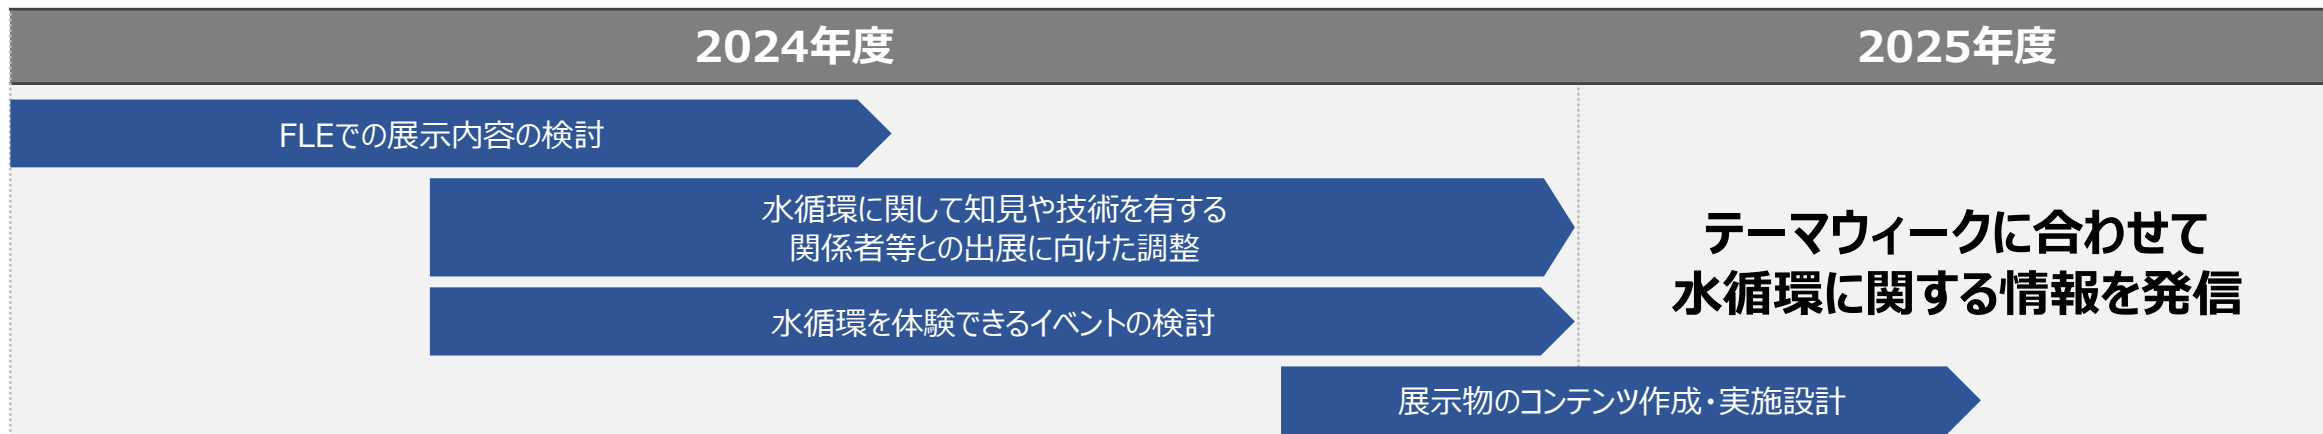 2024年度
2025年度
FLEでの展示内容の検討
水循環に関して知見や技術を有する
関係者等との出展に向けた調整
水循環を体験できるイベントの検討
テーマウィークに合わせて
水循環に関する情報を発信
展示物のコンテンツ作成・実施設計